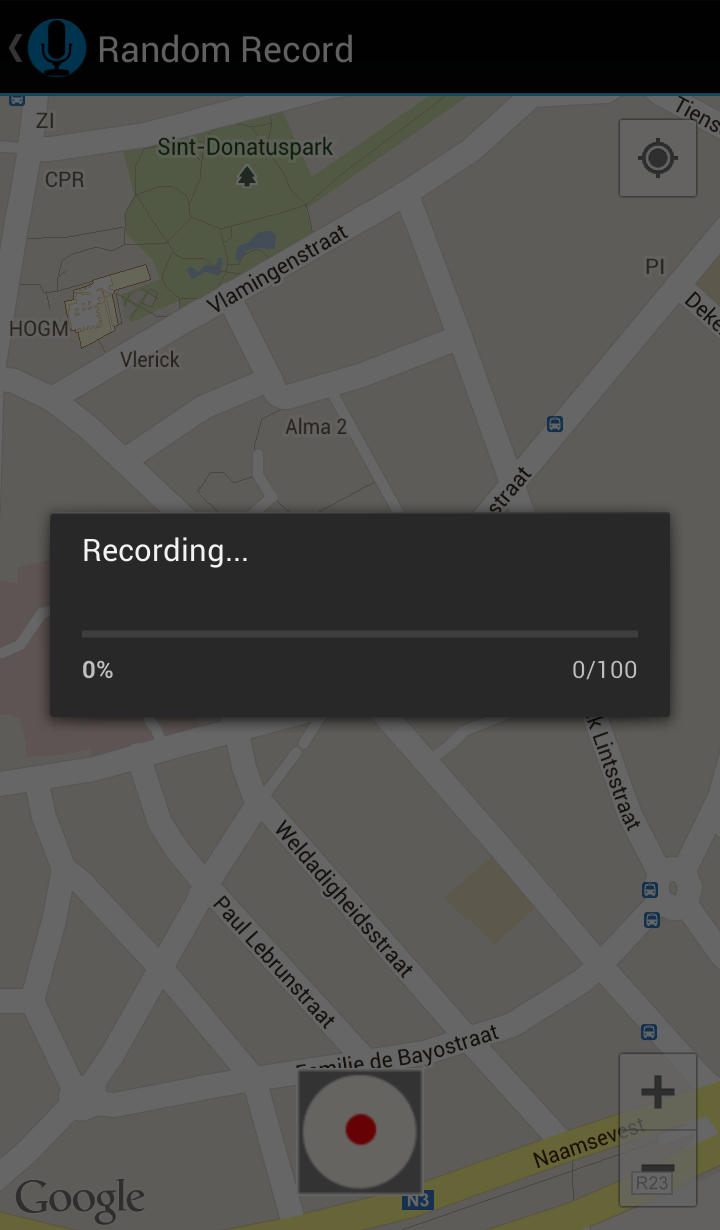 Random Record
ZI
Tiens
Sint-Donatuspark
CPR
Vlamingenstraat
PI
Deke
HOGM
Vlerick
Alma 2
straat
Recording...
0%
0/100
k Lintsstraat
Weldadigheidsstraat
Paul Lebrunstraat
Familie de Bayostraat
+
Naamsevest
−
R23
N3
Google